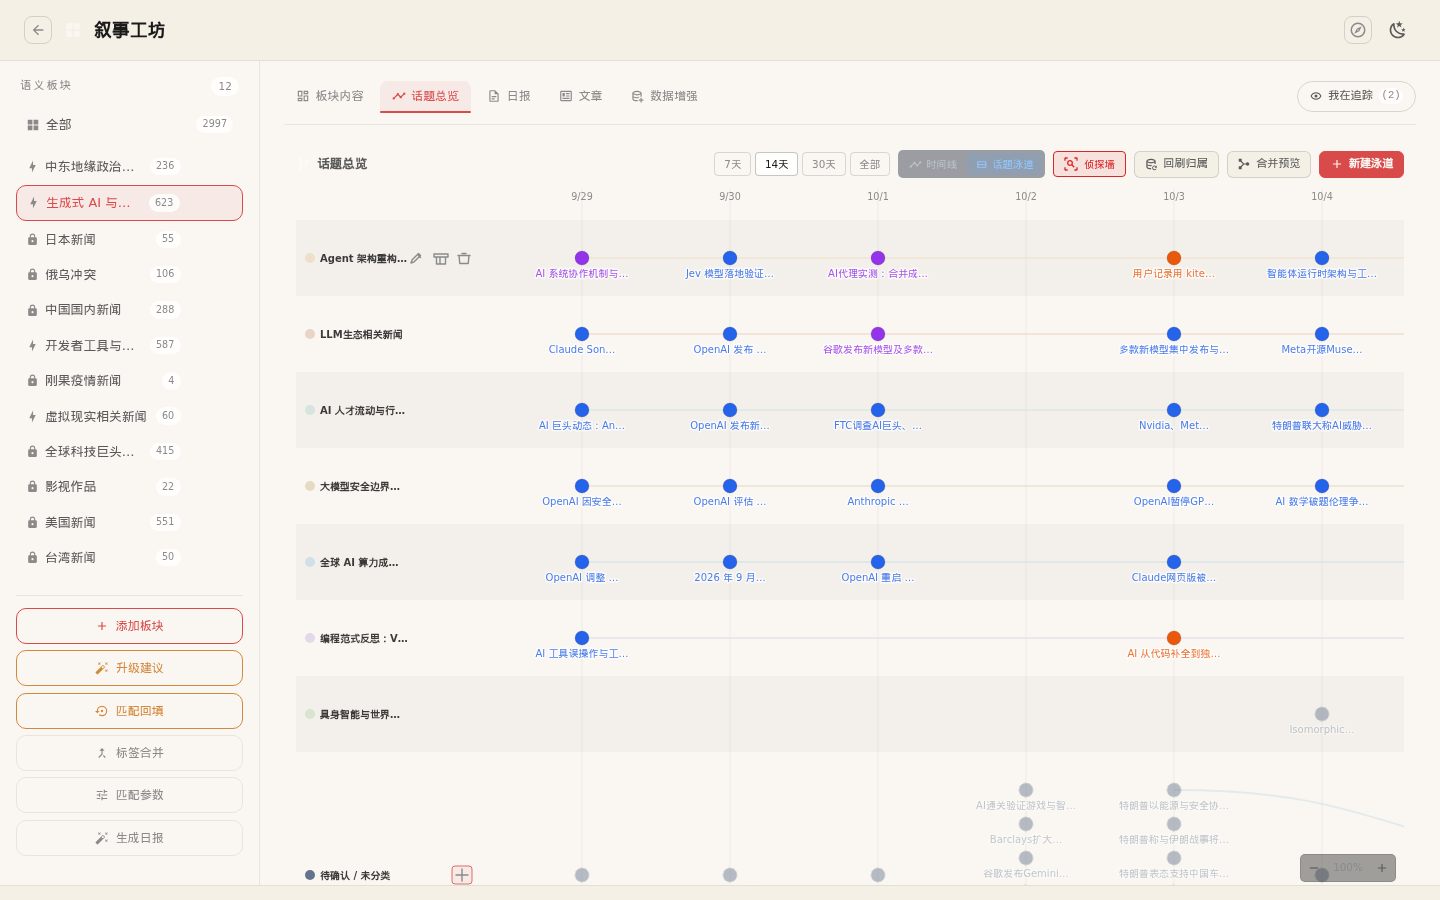 叙事工坊
语义板块
12
全部
2997
中东地缘政治...
236
生成式 AI 与...
623
日本新闻
55
俄乌冲突
106
中国国内新闻
288
开发者工具与...
587
刚果疫情新闻
4
虚拟现实相关新闻
60
全球科技巨头...
415
影视作品
22
美国新闻
551
台湾新闻
50
添加板块
升级建议
匹配回填
标签合并
匹配参数
生成日报
板块内容
话题总览
日报
文章
数据增强
我在追踪 (2)
话题总览
7天
14天
30天
全部
时间线
话题泳道
侦探墙
回刷归属
合并预览
新建泳道
9/29
9/30
10/1
10/2
10/3
10/4
Agent 架构重构...
AI 系统协作机制与...
Jev 模型落地验证...
AI代理实测：合并成...
用户记录用 kite...
智能体运行时架构与工...
LLM生态相关新闻
Claude Son...
OpenAI 发布 ...
谷歌发布新模型及多款...
多款新模型集中发布与...
Meta开源Muse...
AI 人才流动与行...
AI 巨头动态：An...
OpenAI 发布新...
FTC调查AI巨头、...
Nvidia、Met...
特朗普联大称AI威胁...
大模型安全边界...
OpenAI 因安全...
OpenAI 评估 ...
Anthropic ...
OpenAI暂停GP...
AI 数学破题伦理争...
全球 AI 算力成...
OpenAI 调整 ...
2026 年 9 月...
OpenAI 重启 ...
Claude网页版被...
编程范式反思：V...
AI 工具误操作与工...
AI 从代码补全到独...
具身智能与世界...
Isomorphic...
AI通关验证游戏与智...
特朗普以能源与安全协...
Barclays扩大...
特朗普称与伊朗战事将...
谷歌发布Gemini...
特朗普表态支持中国车...
待确认 / 未分类
100%